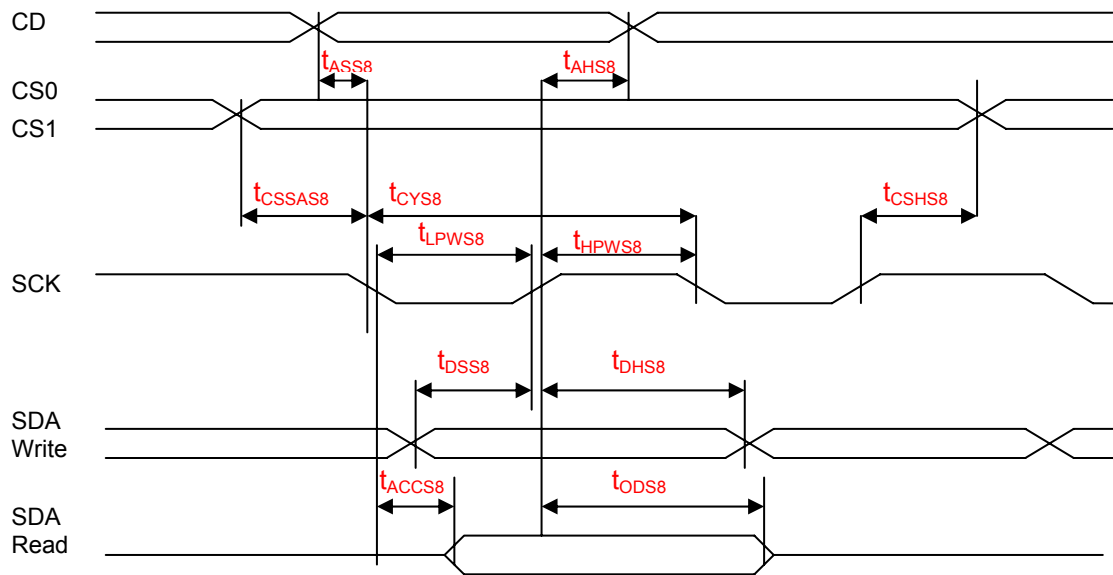 CD
tASS8
tAHS8
CS0
CS1
tCSSAS8
tCYS8
tCSHS8
tLPWS8
tHPWS8
SCK
tDSS8
tDHS8
SDA
Write
tACCS8
tODS8
SDA
Read